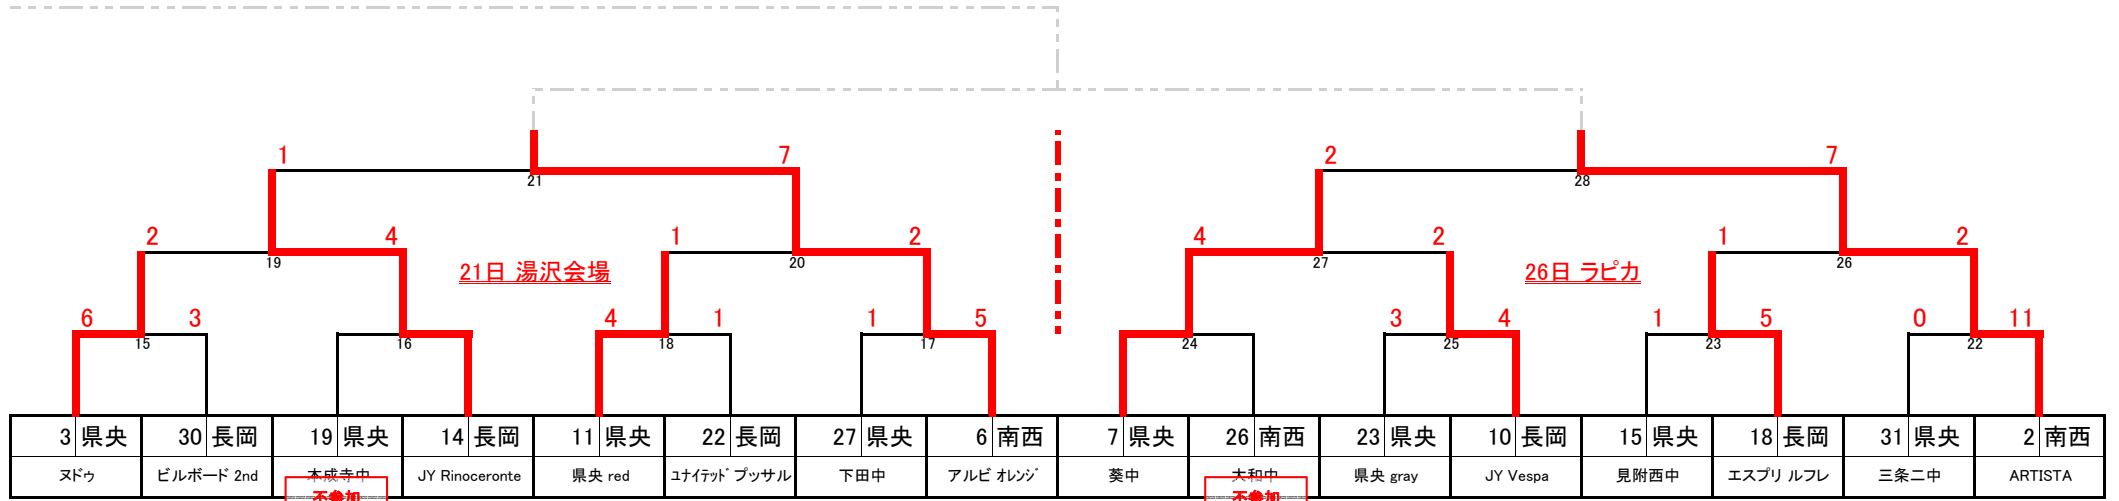 1 7 2 7
21 28
2 4 1 2 4 2 1 2
19 20 27 26
21日 湯沢会場 26日 ラピカ
6 3 4 1 1 5 3 4 1 5 0 11
15 16 18 17 24 25 23 22
3 県央 30 長岡 19 県央 14 長岡 11 県央 22 長岡 27 県央 6 南西 7 県央 26 南西 23 県央 10 長岡 15 県央 18 長岡 31 県央 2 南西
ヌドゥ ビルボード 2nd 本成寺中 JY Rinoceronte 県央 red ユナイテッド プッサル 下田中 アルビ オレンジ 葵中 大和中 県央 gray JY Vespa 見附西中 エスプリ ルフレ 三条二中 ARTISTA
不参加 不参加